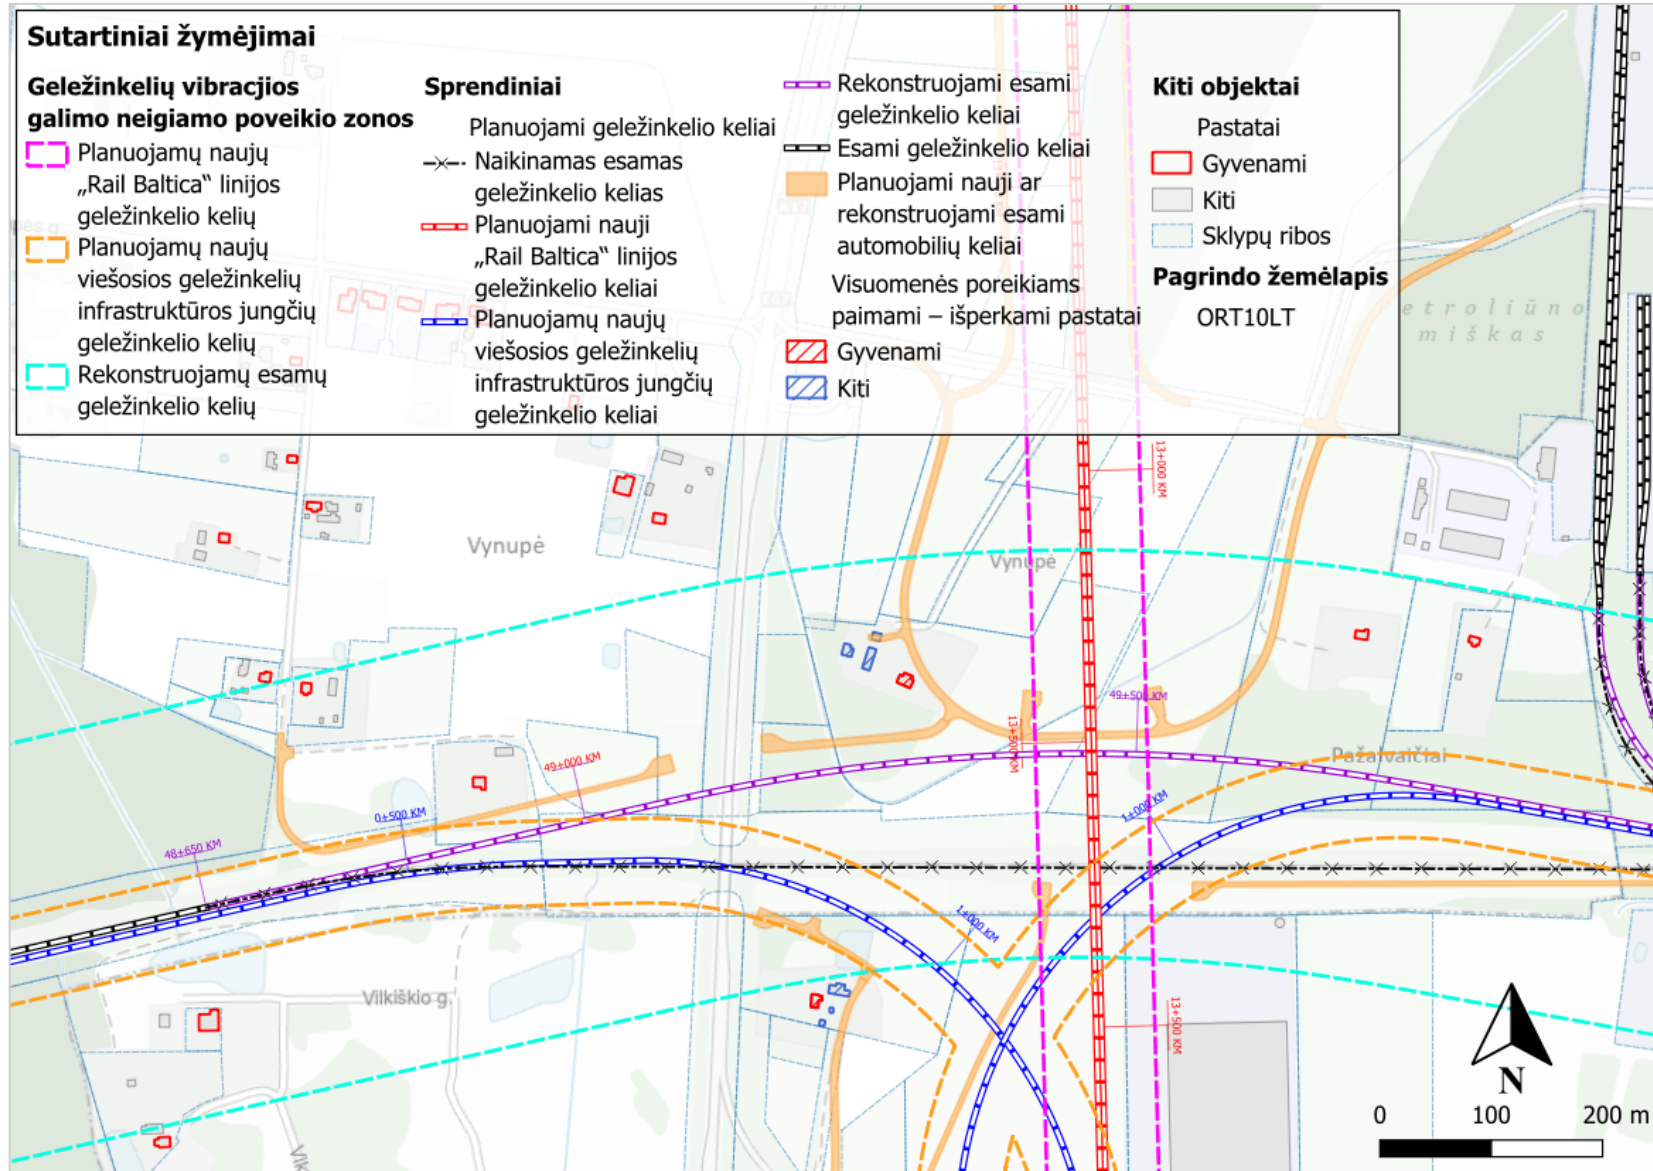 Sutartiniai žymėjimai
Geležinkelių vibracjios
galimo neigiamo poveikio zonos
Planuojamų naujų
„Rail Baltica“ linijos
geležinkelio kelių
Planuojamų naujų
viešosios geležinkelių
infrastruktūros jungčių
geležinkelio kelių
Rekonstruojamų esamų
geležinkelio kelių
Sprendiniai
Planuojami geležinkelio keliai
Naikinamas esamas
geležinkelio kelias
Planuojami nauji
„Rail Baltica“ linijos
geležinkelio keliai
Planuojamų naujų
viešosios geležinkelių
infrastruktūros jungčių
geležinkelio keliai
Rekonstruojami esami
geležinkelio keliai
Esami geležinkelio keliai
Planuojami nauji ar
rekonstruojami esami
automobilių keliai
Visuomenės poreikiams
paimami – išperkami pastatai
Gyvenami
Kiti
Kiti objektai
Pastatai
Gyvenami
Kiti
Sklypų ribos
Pagrindo žemėlapis
ORT10LT
E67
etroliūno
miškas
13+000 KM
Vynupė
Vynupė
49+500 KM
13+500 KM
Pažalvaičiai
49+000 KM
0+500 KM
1+000 KM
48+650 KM
1+000 KM
Vilkiškio g.
13+500 KM
N
0 100 200 m